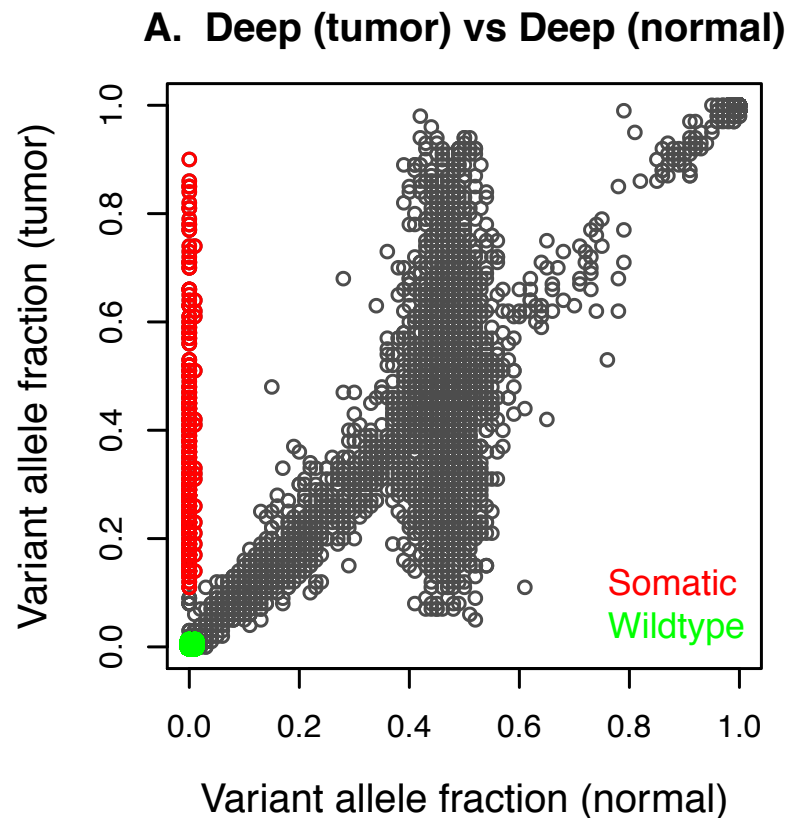 A. Deep (tumor) vs Deep (normal)
Variant allele fraction (tumor)
1.0
0.8
0.6
0.4
0.2
0.0
Somatic
Wildtype
0.0 0.2 0.4 0.6 0.8 1.0
Variant allele fraction (normal)